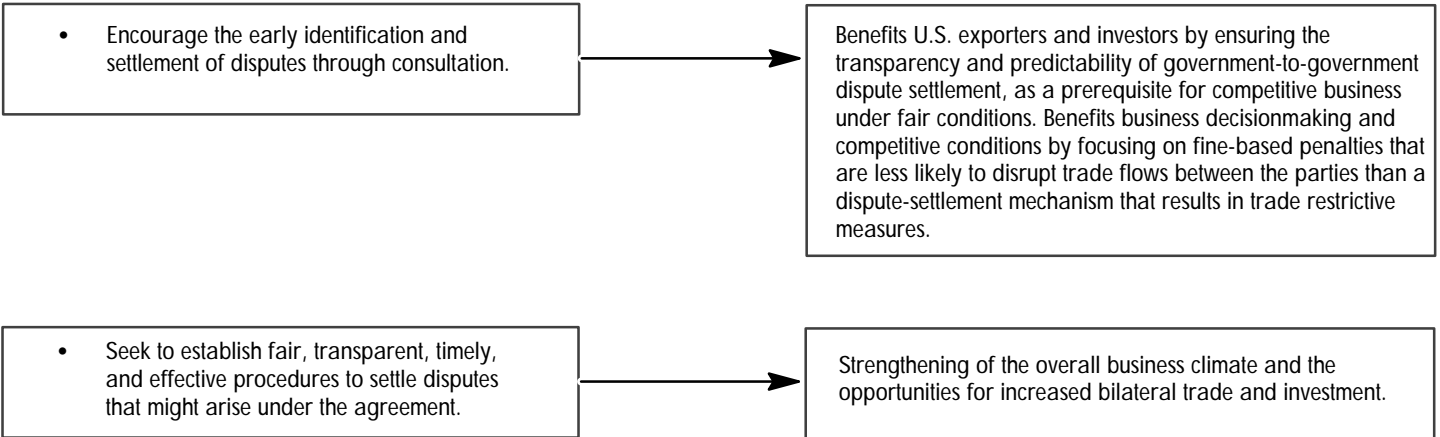 • Encourage the early identification and
settlement of disputes through consultation.
Benefits U.S. exporters and investors by ensuring the
transparency and predictability of government-to-government
dispute settlement, as a prerequisite for competitive business
under fair conditions. Benefits business decisionmaking and
competitive conditions by focusing on fine-based penalties that
are less likely to disrupt trade flows between the parties than a
dispute-settlement mechanism that results in trade restrictive
measures.
• Seek to establish fair, transparent, timely,
and effective procedures to settle disputes
that might arise under the agreement.
Strengthening of the overall business climate and the
opportunities for increased bilateral trade and investment.